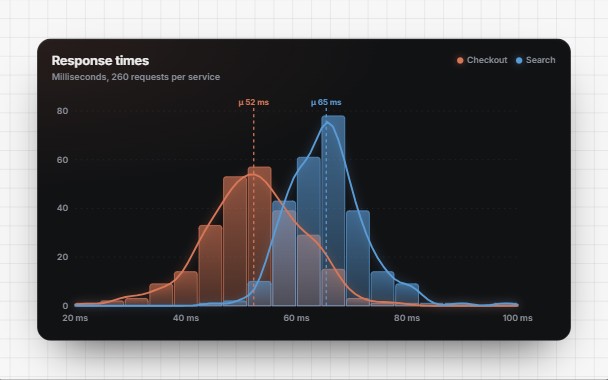 Response times
Checkout
Search
Milliseconds, 260 requests per service
μ 52 ms
μ 65 ms
80
60
40
20
0
20 ms
40 ms
60 ms
80 ms
100 ms